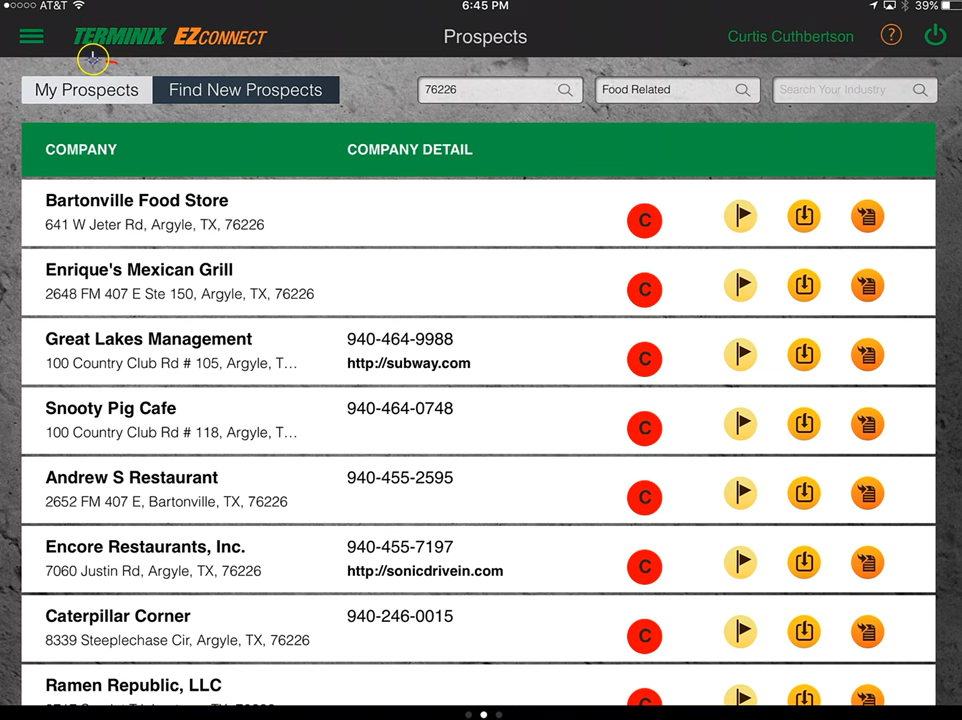 AT&T 6:45 PM 39%
TERMINIX EZCONNECT Prospects Curtis Cuthbertson ?
My Prospects Find New Prospects 76226 Food Related Search Your Industry
COMPANY COMPANY DETAIL
Bartonville Food Store
641 W Jeter Rd, Argyle, TX, 76226
C
Enrique's Mexican Grill
2648 FM 407 E Ste 150, Argyle, TX, 76226
C
Great Lakes Management 940-464-9988
100 Country Club Rd # 105, Argyle, T... http://subway.com
C
Snooty Pig Cafe 940-464-0748
100 Country Club Rd # 118, Argyle, T...
C
Andrew S Restaurant 940-455-2595
2652 FM 407 E, Bartonville, TX, 76226
C
Encore Restaurants, Inc. 940-455-7197
7060 Justin Rd, Argyle, TX, 76226 http://sonicdrivein.com
C
Caterpillar Corner 940-246-0015
8339 Steeplechase Cir, Argyle, TX, 76226
C
Ramen Republic, LLC
C